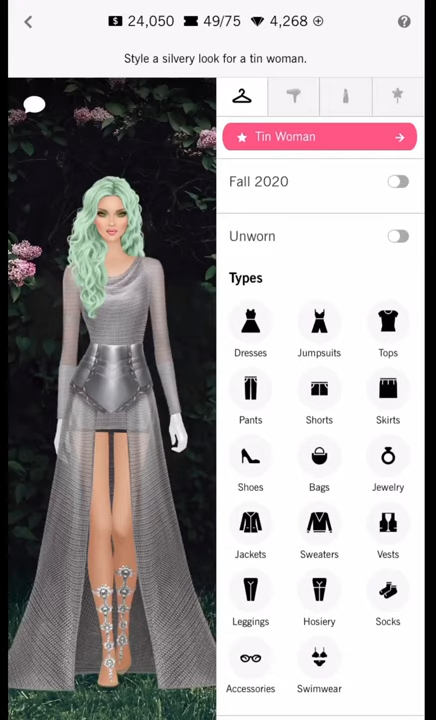 $ 24,050 49/75 4,268
?
Style a silvery look for a tin woman.
Tin Woman
Fall 2020
Unworn
Types
Dresses Jumpsuits Tops
Pants Shorts Skirts
Shoes Bags Jewelry
Jackets Sweaters Vests
Leggings Hosiery Socks
Accessories Swimwear